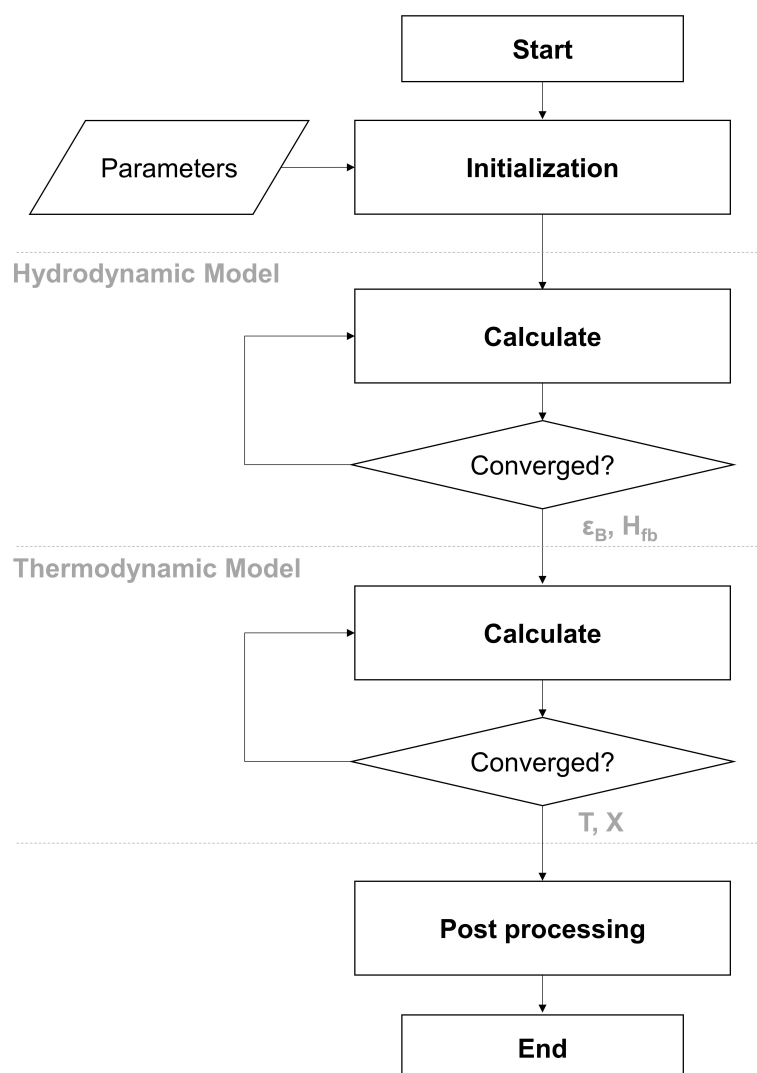 Start
Parameters
Initialization
Hydrodynamic Model
Calculate
Converged?
εB, Hfb
Thermodynamic Model
Calculate
Converged?
T, X
Post processing
End